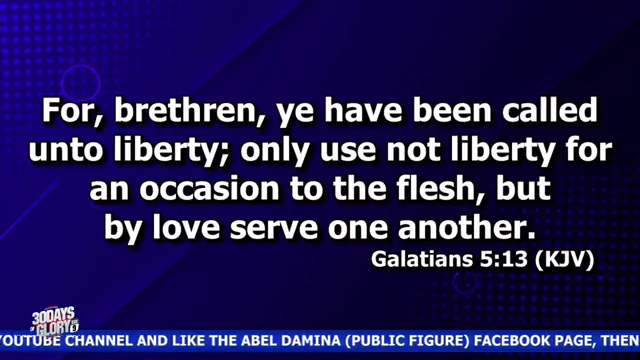 For, brethren, ye have been called
unto liberty; only use not liberty for
an occasion to the flesh, but
by love serve one another.
Galatians 5:13 (KJV)
30DAYS
OF GLORY
YOUTUBE CHANNEL AND LIKE THE ABEL DAMINA (PUBLIC FIGURE) FACEBOOK PAGE, THEN